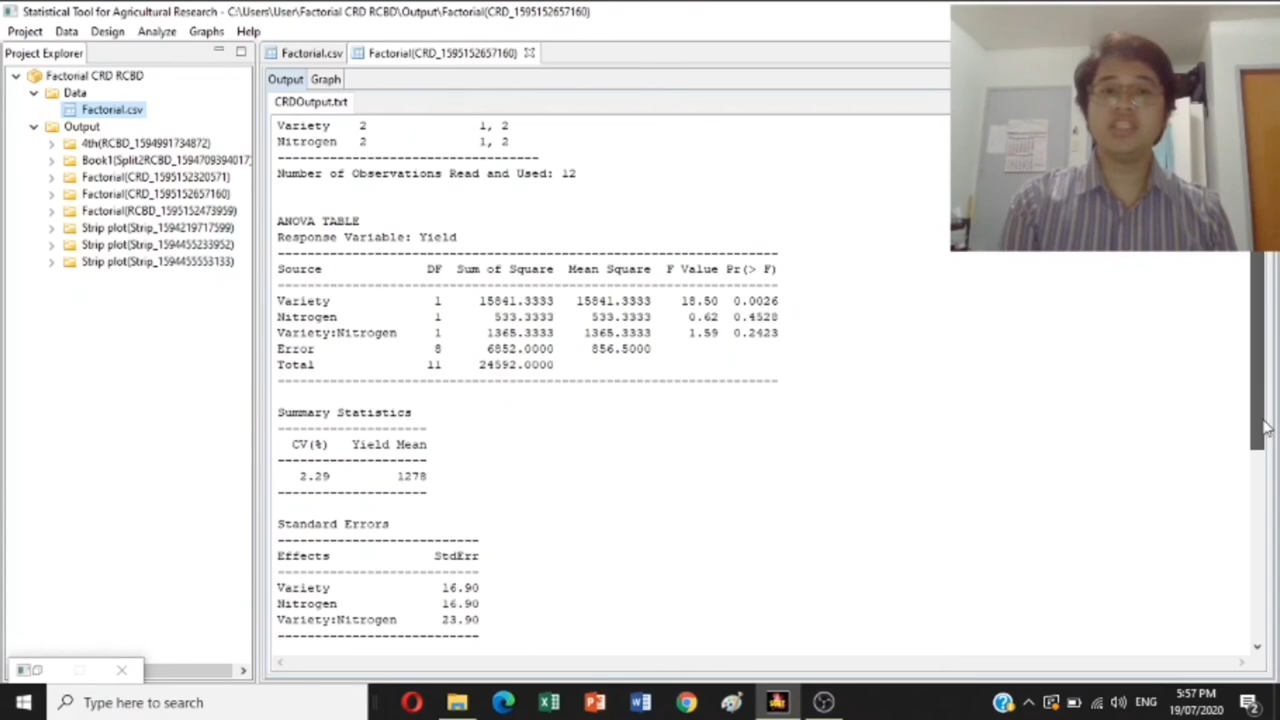 Statistical Tool for Agricultural Research - C:\Users\User\Factorial CRD RCBD\Output\Factorial(CRD_1595152657160)
Project Data Design Analyze Graphs Help
Project Explorer
Factorial CRD RCBD
Data
Factorial.csv
Output
4th(RCBD_1594991734872)
Book1(Split2RCBD_1594709394017)
Factorial(CRD_1595152320571)
Factorial(CRD_1595152657160)
Factorial(RCBD_1595152473959)
Strip plot(Strip_1594219717599)
Strip plot(Strip_1594455233952)
Strip plot(Strip_1594455553133)
Factorial.csv Factorial(CRD_1595152657160)
Output Graph
CRDOutput.txt
Variety 2 1, 2
Nitrogen 2 1, 2
Number of Observations Read and Used: 12
ANOVA TABLE
Response Variable: Yield
Source DF Sum of Square Mean Square F Value Pr(> F)
Variety 1 15841.3333 15841.3333 18.50 0.0026
Nitrogen 1 533.3333 533.3333 0.62 0.4528
Variety:Nitrogen 1 1365.3333 1365.3333 1.59 0.2423
Error 8 6852.0000 856.5000
Total 11 24592.0000
Summary Statistics
CV(%) Yield Mean
2.29 1278
Standard Errors
Effects StdErr
Variety 16.90
Nitrogen 16.90
Variety:Nitrogen 23.90
Type here to search
ENG
5:57 PM
19/07/2020
2